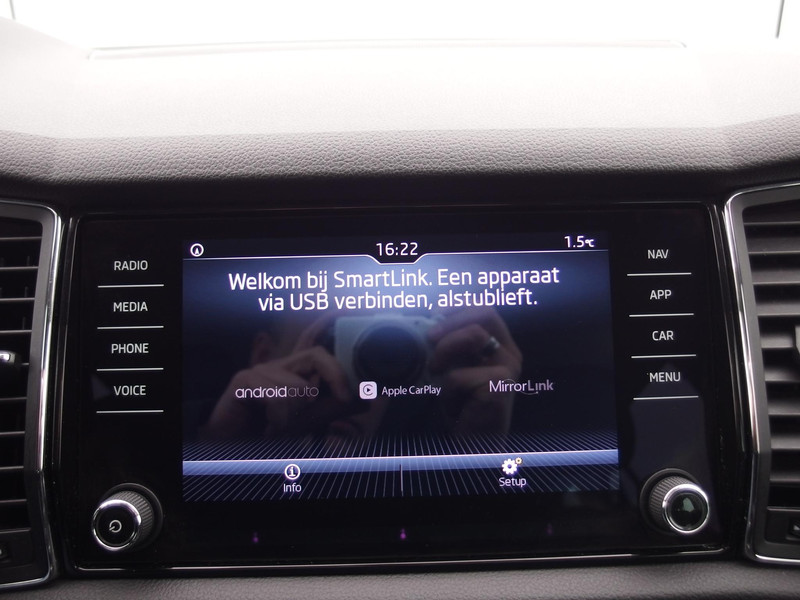 16:22
1.5°C
RADIO
MEDIA
PHONE
VOICE
Welkom bij SmartLink. Een apparaat
via USB verbinden, alstublieft.
androidauto
Apple CarPlay
MirrorLink
Info
Setup
NAV
APP
CAR
MENU